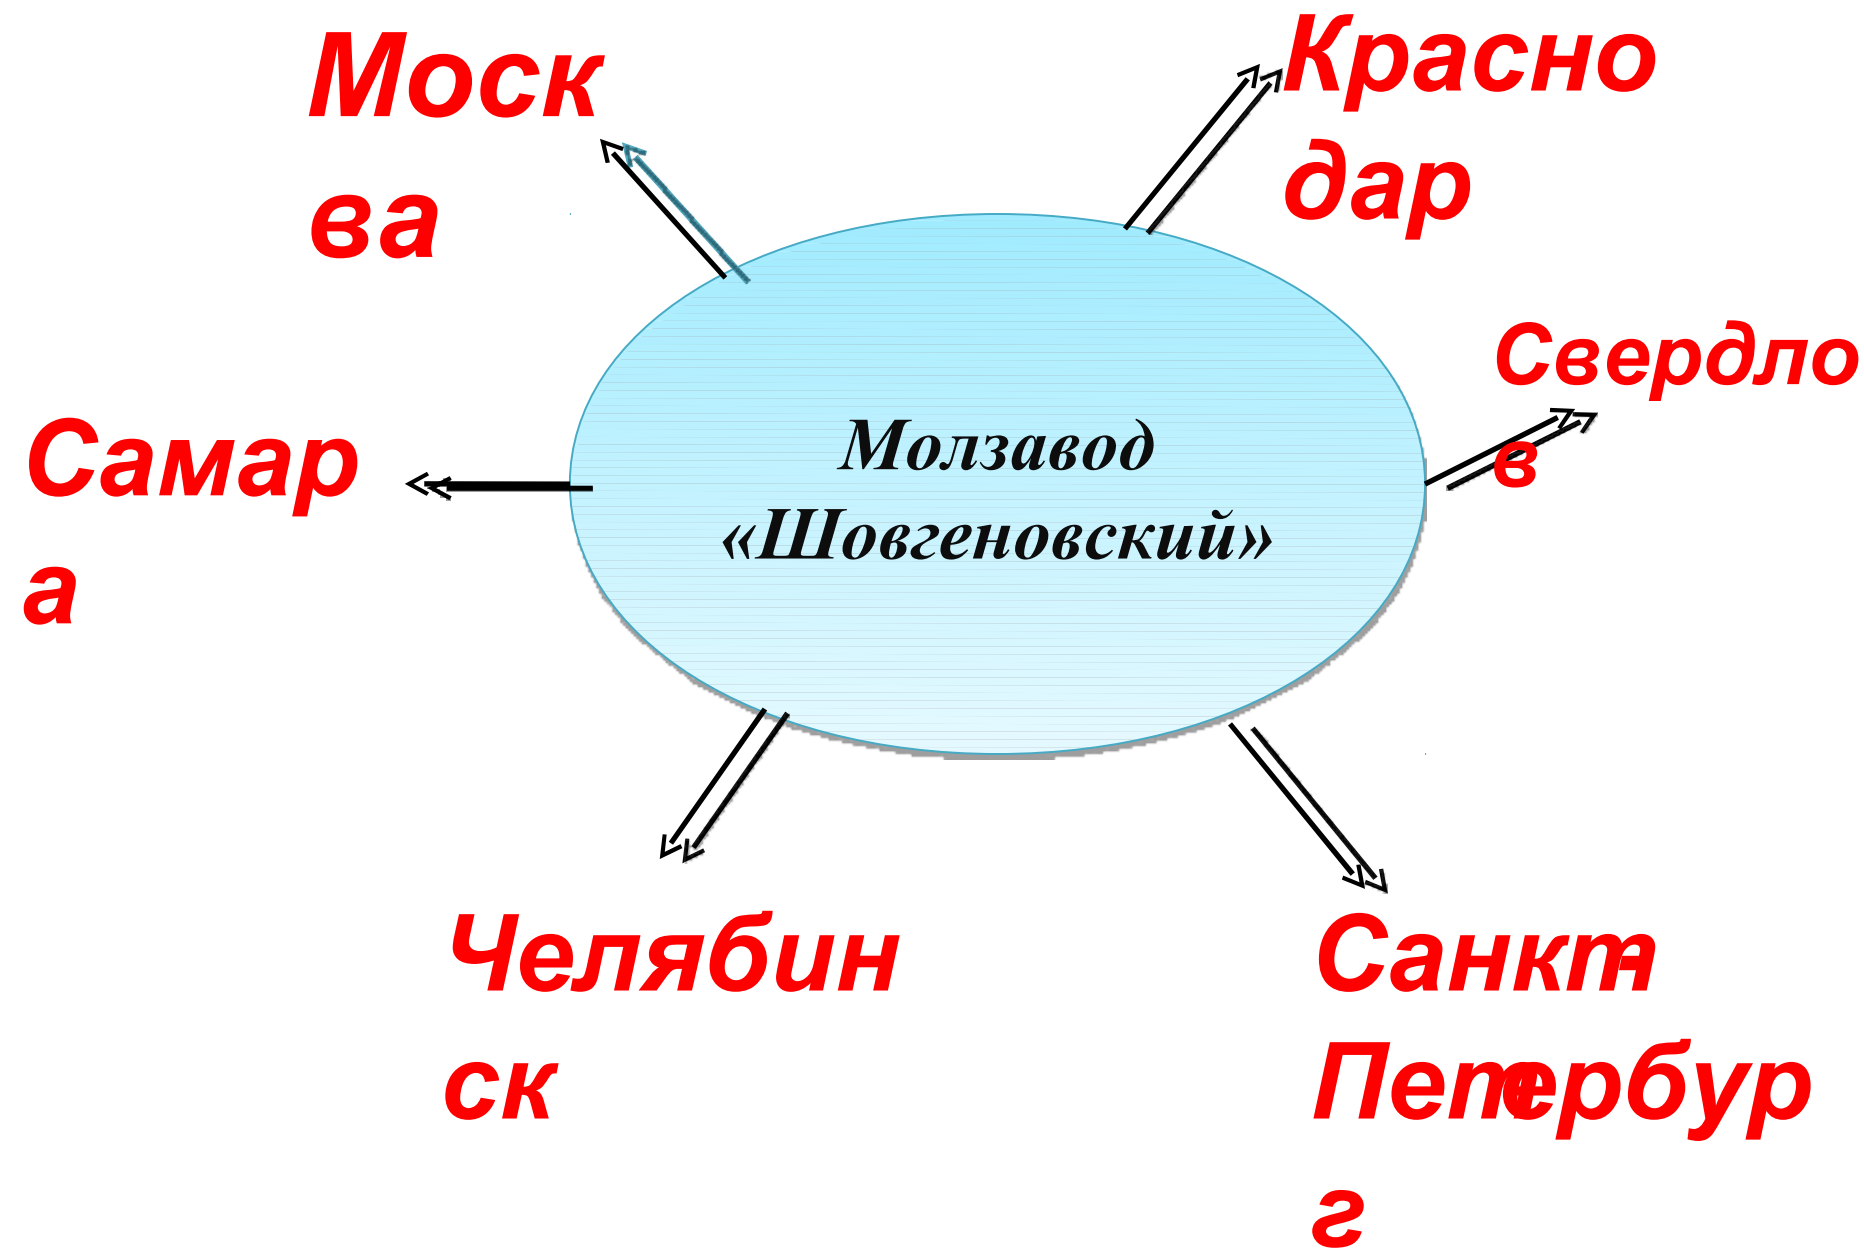 Моск
ва
Красно
дар
Свердло
в
Самар
а
Молзавод
«Шовгеновский»
Челябин
ск
Санкт-
Петербур
г